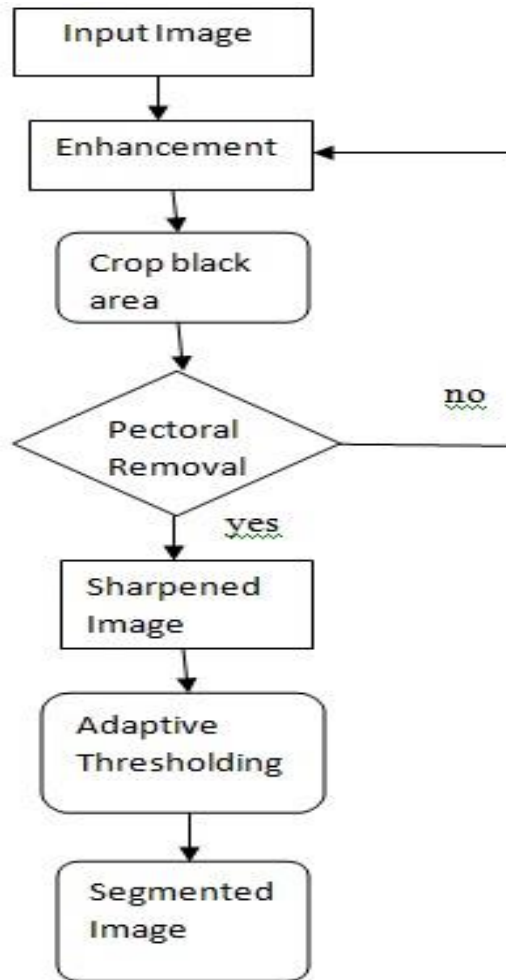 Input Image
Enhancement
Crop black
area
Pectoral
Removal
no
yes
Sharpened
Image
Adaptive
Thresholding
Segmented
Image